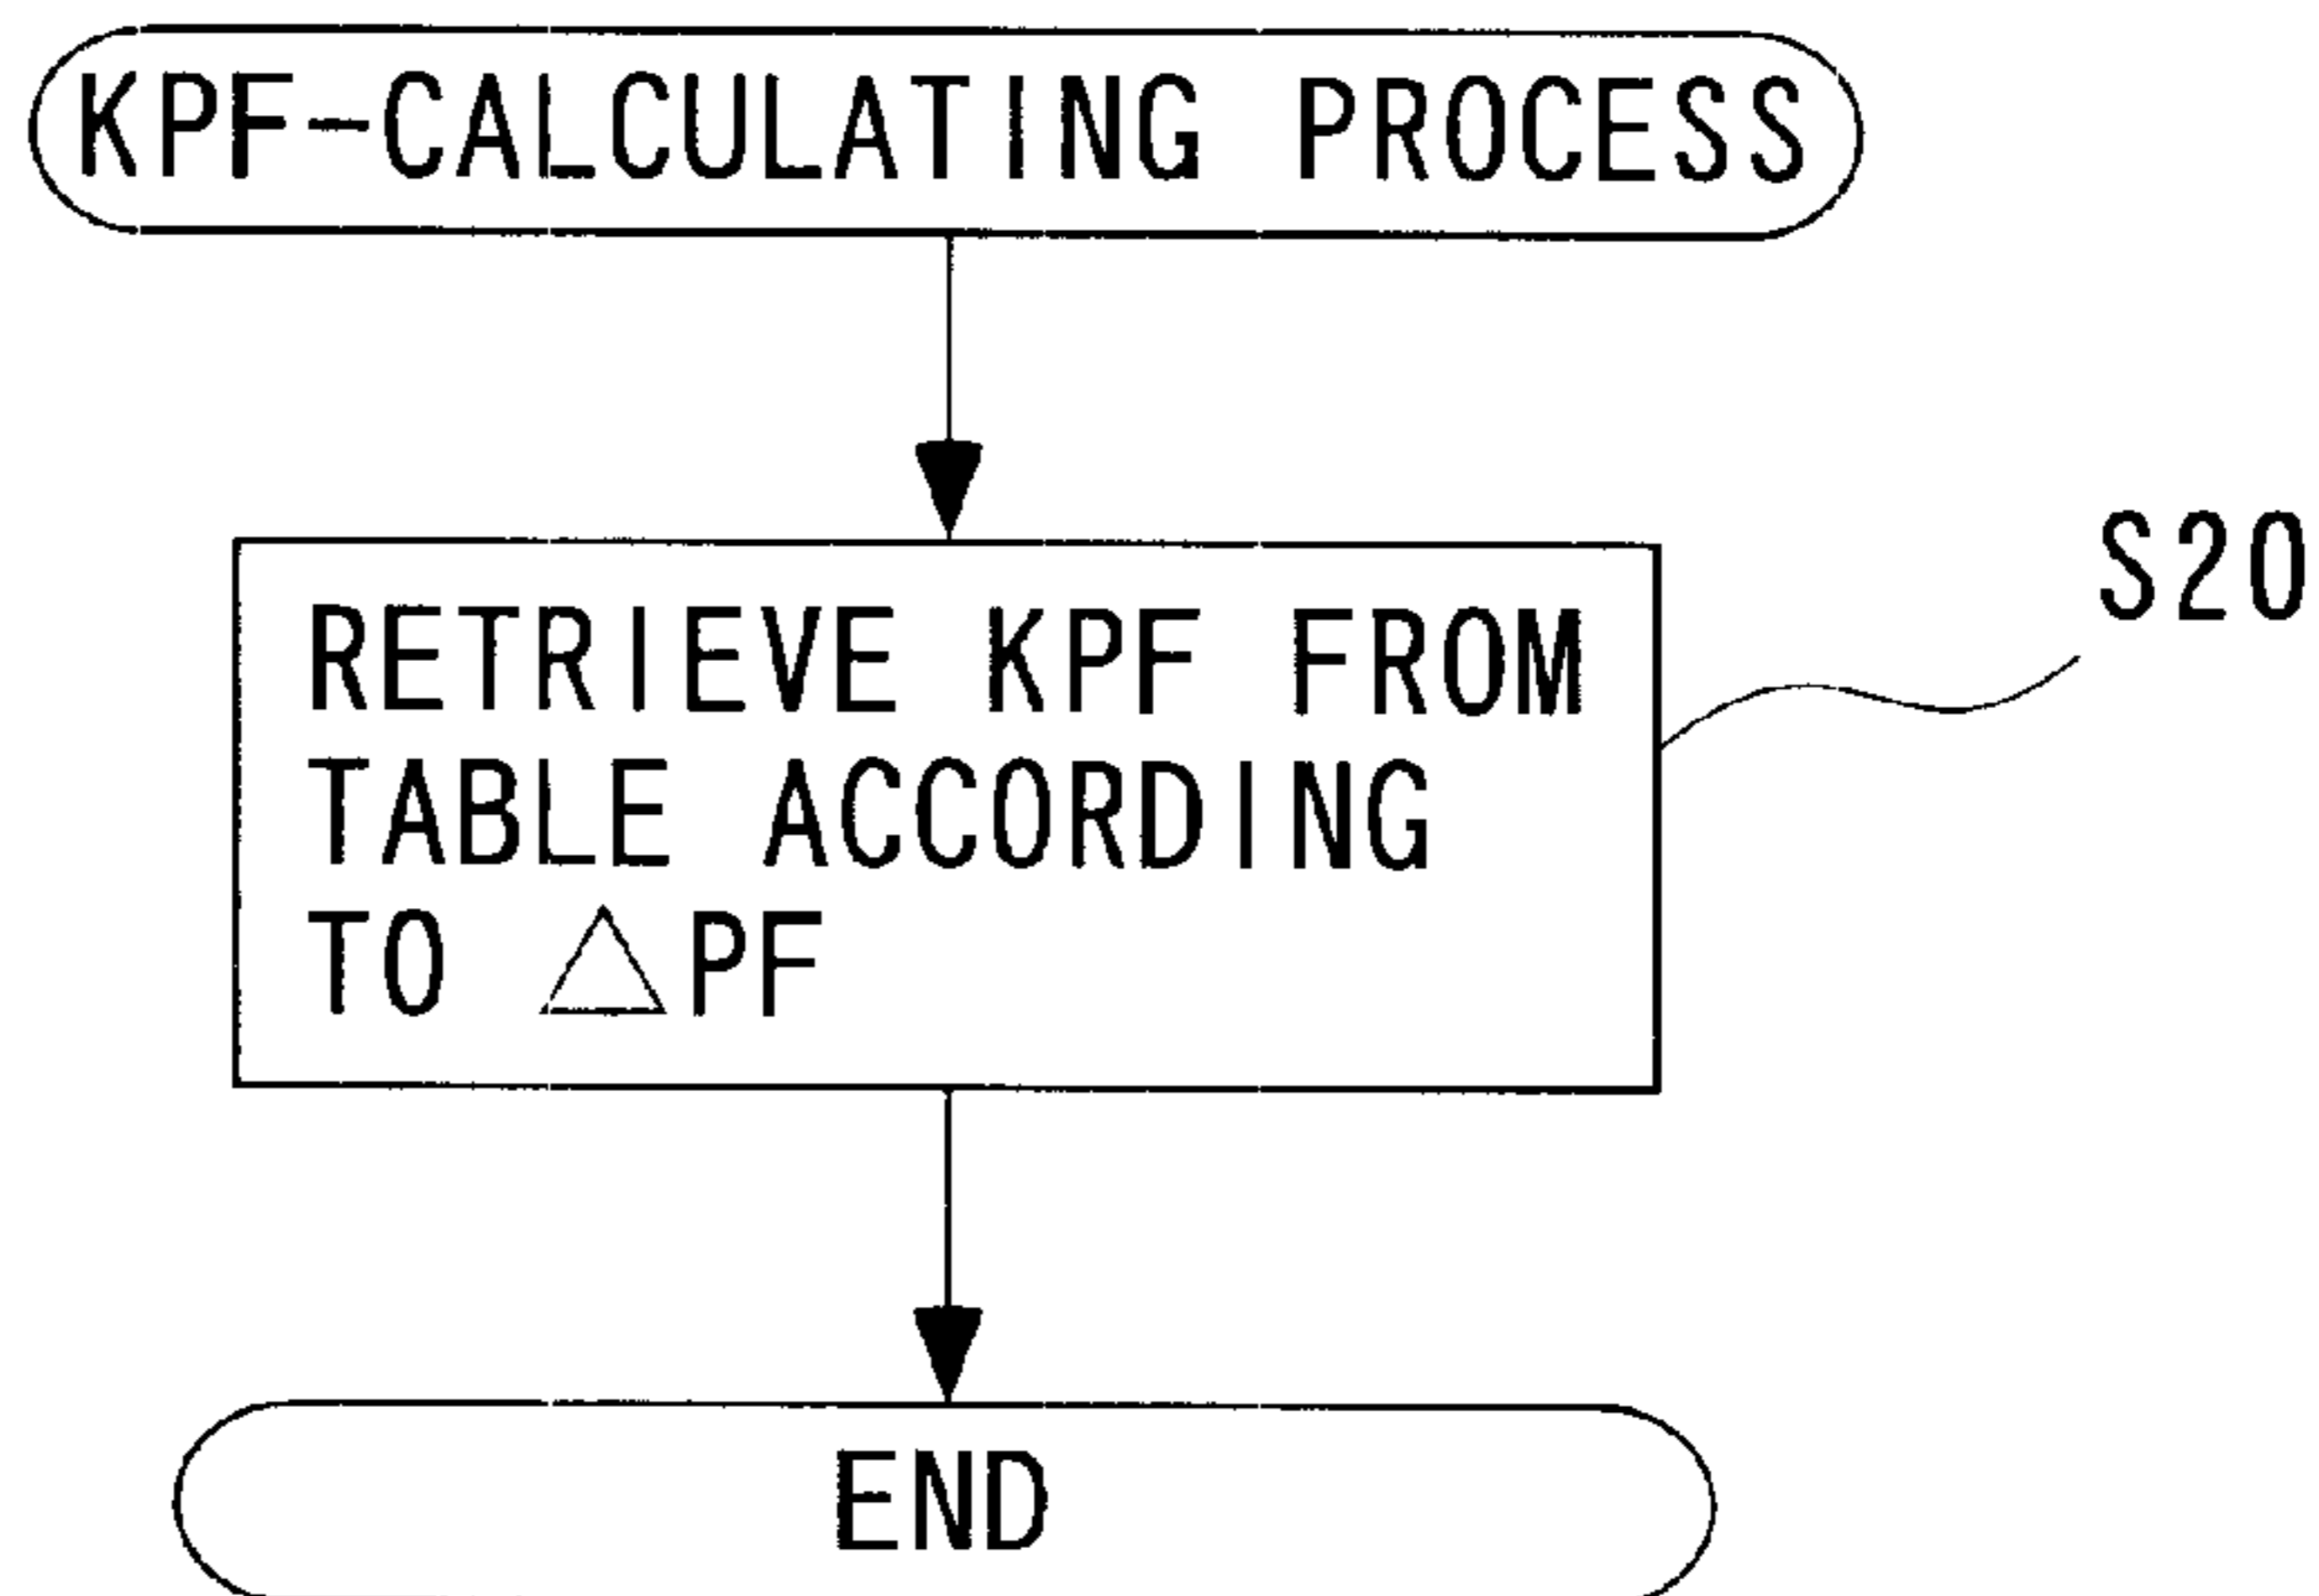 KPF-CALCULATING PROCESS
S20
RETRIEVE KPF FROM
TABLE ACCORDING
TO △PF
END